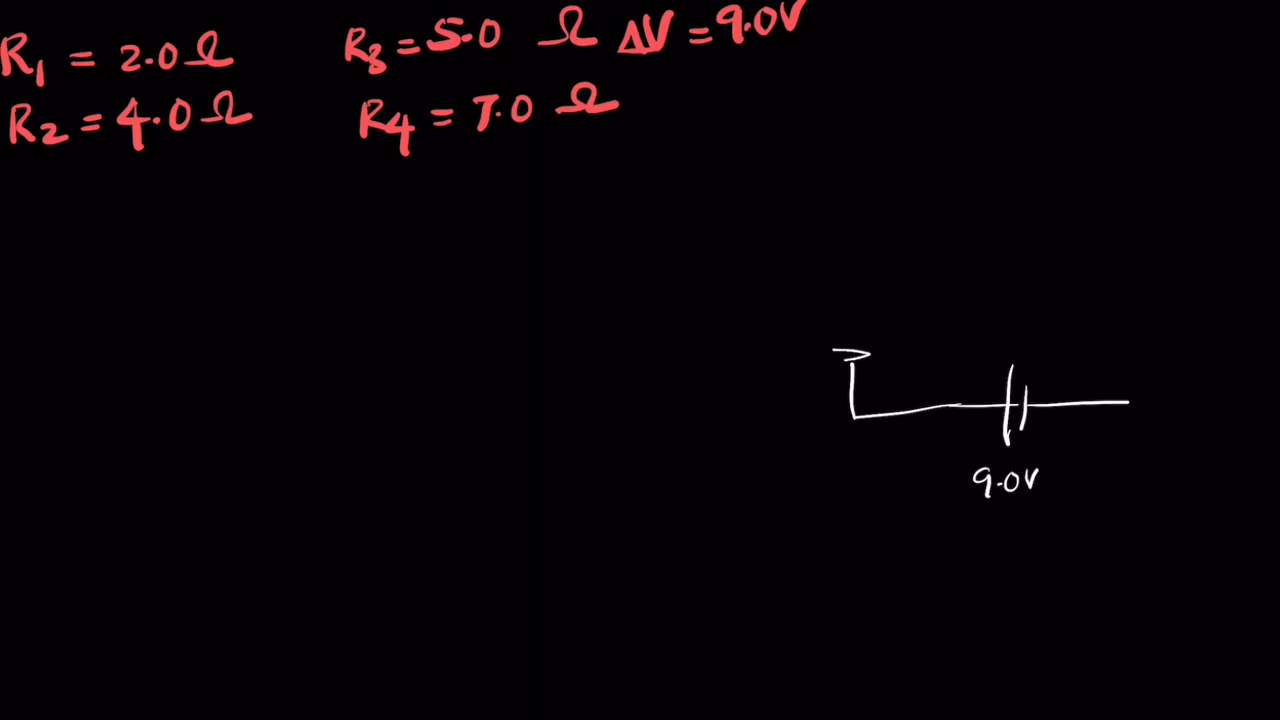 R₁ = 2.0 Ω R₃ = 5.0 Ω ΔV = 9.0V
R₂ = 4.0 Ω R₄ = 7.0 Ω
9.0V